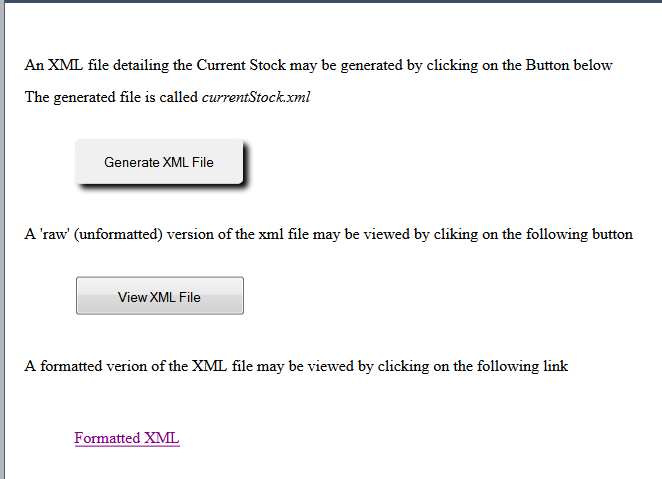 An XML file detailing the Current Stock may be generated by clicking on the Button below
The generated file is called currentStock.xml
Generate XML File
A 'raw' (unformatted) version of the xml file may be viewed by cliking on the following button
View XML File
A formatted verion of the XML file may be viewed by clicking on the following link
Formatted XML